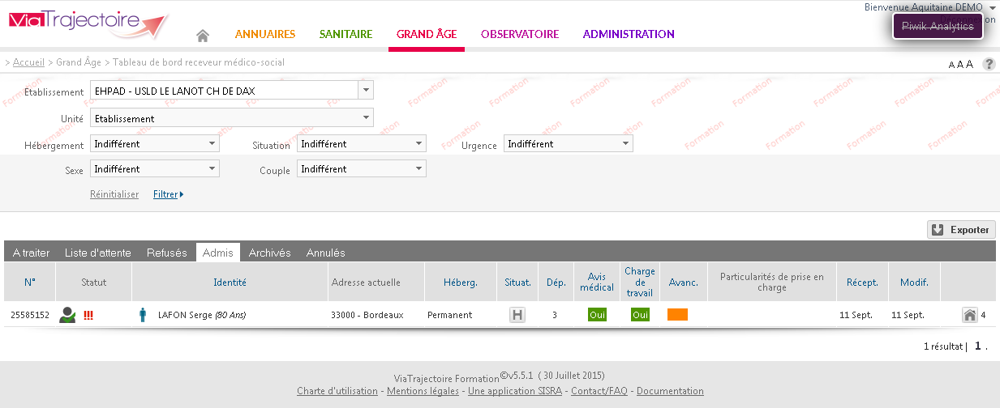 Bienvenue Aquitaine DEMO
ViaTrajectoire
Piwik Analytics
ANNUAIRES SANITAIRE GRAND ÂGE OBSERVATOIRE ADMINISTRATION
> Accueil > Grand Âge > Tableau de bord receveur médico-social
A A A ?
Etablissement EHPAD - USLD LE LANOT CH DE DAX
Unité Etablissement
Hébergement Indifférent Situation Indifférent Urgence Indifférent
Sexe Indifférent Couple Indifférent
Réinitialiser Filtrer
Formation
Exporter
A traiter Liste d'attente Refusés Admis Archivés Annulés
N° Statut Identité Adresse actuelle Héberg. Situat. Dép. Avis médical Charge de travail Avanc. Particularités de prise en charge Récept. Modif.
25585152 !!! LAFON Serge (80 Ans) 33000 - Bordeaux Permanent H 3 Oui Oui 11 Sept. 11 Sept. 4
1 résultat | 1 .
ViaTrajectoire Formation©v5.5.1 ( 30 Juillet 2015)
Charte d'utilisation - Mentions légales - Une application SISRA - Contact/FAQ - Documentation